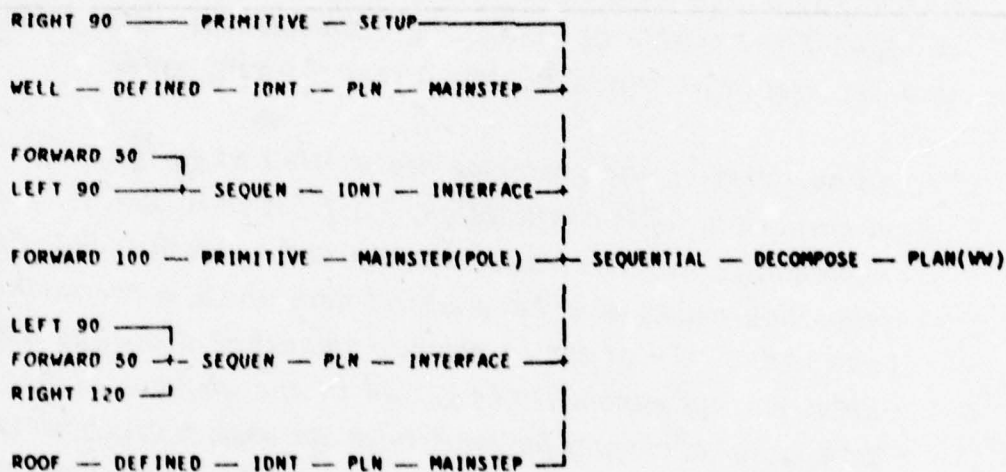 RIGHT 90 — PRIMITIVE — SETUP
WELL — DEFINED — IDNT — PLN — MAINSTEP
FORWARD 50
LEFT 90 — SEQUEN — IDNT — INTERFACE
FORWARD 100 — PRIMITIVE — MAINSTEP(POLE) — SEQUENTIAL — DECOMPOSE — PLAN(WW)
LEFT 90
FORWARD 50 — SEQUEN — PLN — INTERFACE
RIGHT 120
ROOF — DEFINED — IDNT — PLN — MAINSTEP